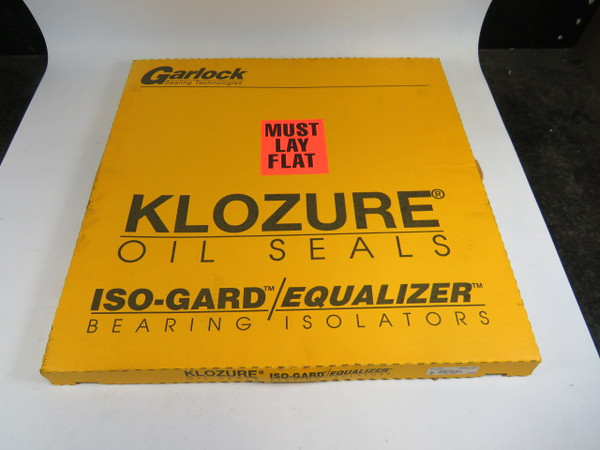 Garlock
Sealing Technologies
MUST
LAY
FLAT
KLOZURE®
OIL SEALS
ISO-GARD™/EQUALIZER™
BEARING ISOLATORS
KLOZURE® ISO-GARD™/EQUALIZER™